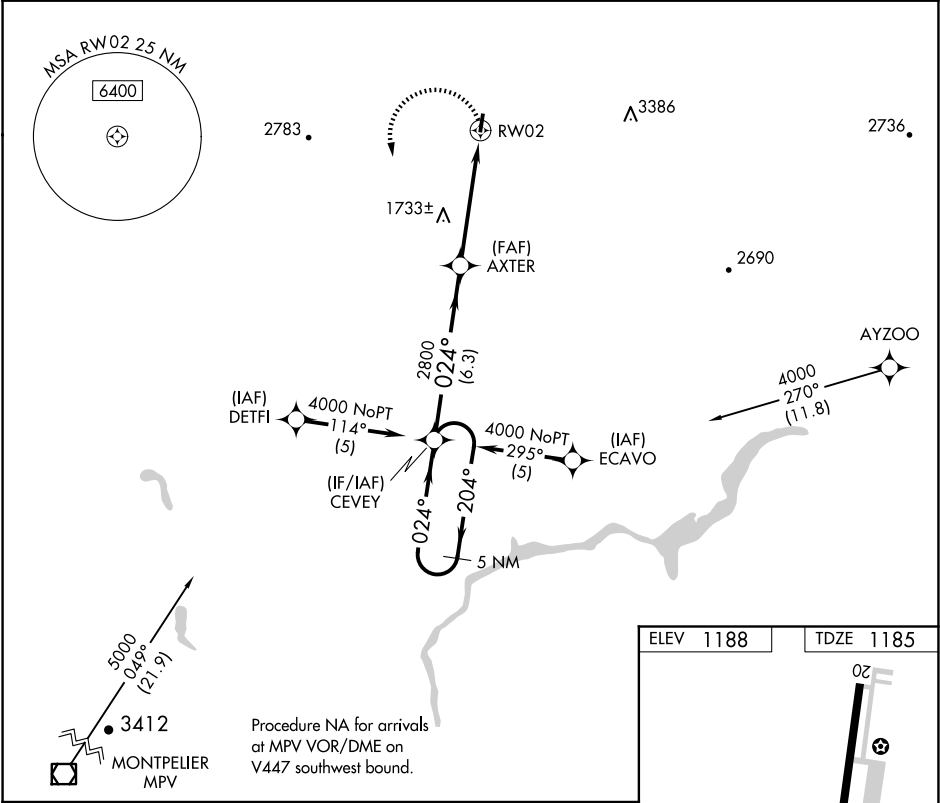 MSA RW02 25 NM
6400
2783
RW02
3386
2736
1733±
(FAF)
AXTER
2690
AYZOO
4000
270°
(11.8)
2800
024°
(6.3)
(IAF)
DETFI
4000 NoPT
114°
(5)
4000 NoPT
295°
(5)
(IAF)
ECAVO
(IF/IAF)
CEVEY
024°
204°
5 NM
5000
049°
(21.9)
3412
MONTPELIER
MPV
Procedure NA for arrivals
at MPV VOR/DME on
V447 southwest bound.
ELEV 1188
TDZE 1185
20